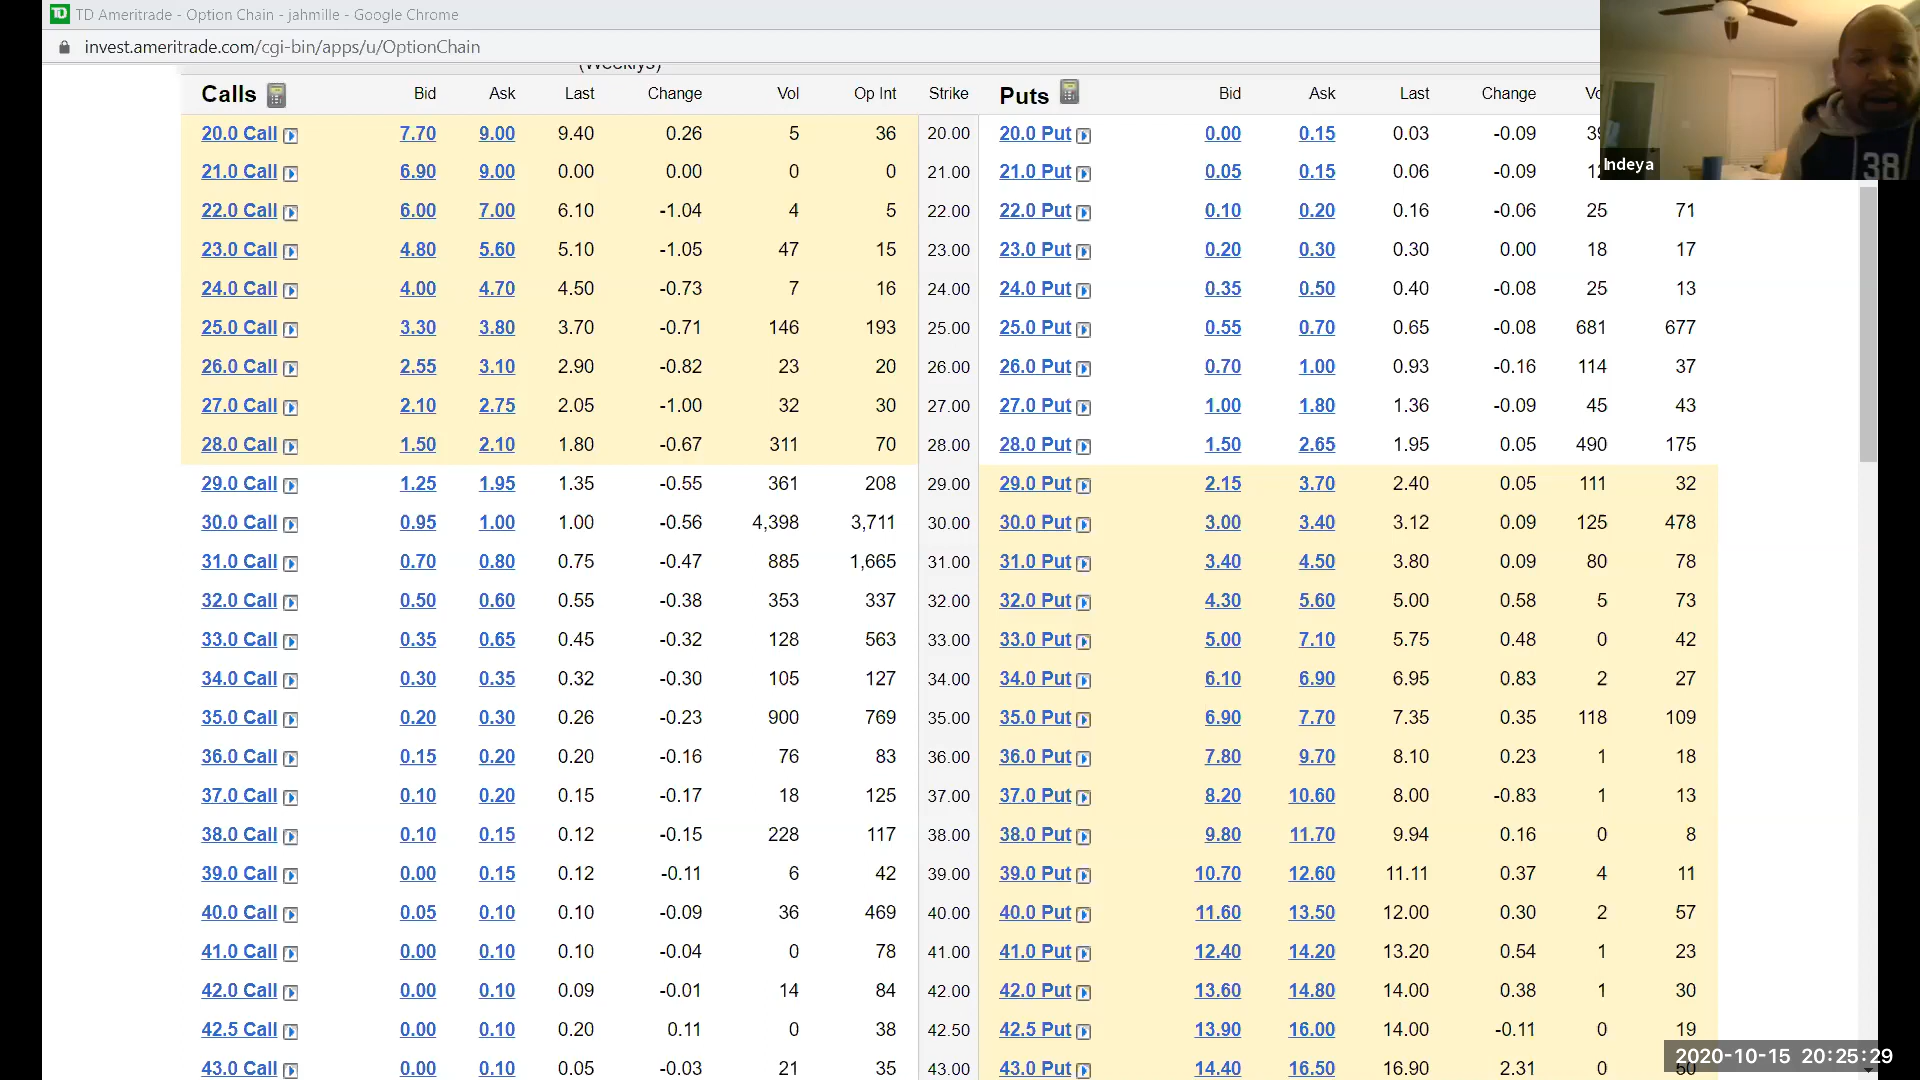 TD Ameritrade - Option Chain - jahmille - Google Chrome
invest.ameritrade.com/cgi-bin/apps/u/OptionChain
(Weeklys)
Calls Bid Ask Last Change Vol Op Int Strike Puts Bid Ask Last Change
20.0 Call 7.70 9.00 9.40 0.26 5 36 20.00 20.0 Put 0.00 0.15 0.03 -0.09
21.0 Call 6.90 9.00 0.00 0.00 0 0 21.00 21.0 Put 0.05 0.15 0.06 -0.09
Indeya
38
22.0 Call 6.00 7.00 6.10 -1.04 4 5 22.00 22.0 Put 0.10 0.20 0.16 -0.06 25 71
23.0 Call 4.80 5.60 5.10 -1.05 47 15 23.00 23.0 Put 0.20 0.30 0.30 0.00 18 17
24.0 Call 4.00 4.70 4.50 -0.73 7 16 24.00 24.0 Put 0.35 0.50 0.40 -0.08 25 13
25.0 Call 3.30 3.80 3.70 -0.71 146 193 25.00 25.0 Put 0.55 0.70 0.65 -0.08 681 677
26.0 Call 2.55 3.10 2.90 -0.82 23 20 26.00 26.0 Put 0.70 1.00 0.93 -0.16 114 37
27.0 Call 2.10 2.75 2.05 -1.00 32 30 27.00 27.0 Put 1.00 1.80 1.36 -0.09 45 43
28.0 Call 1.50 2.10 1.80 -0.67 311 70 28.00 28.0 Put 1.50 2.65 1.95 0.05 490 175
29.0 Call 1.25 1.95 1.35 -0.55 361 208 29.00 29.0 Put 2.15 3.70 2.40 0.05 111 32
30.0 Call 0.95 1.00 1.00 -0.56 4,398 3,711 30.00 30.0 Put 3.00 3.40 3.12 0.09 125 478
31.0 Call 0.70 0.80 0.75 -0.47 885 1,665 31.00 31.0 Put 3.40 4.50 3.80 0.09 80 78
32.0 Call 0.50 0.60 0.55 -0.38 353 337 32.00 32.0 Put 4.30 5.60 5.00 0.58 5 73
33.0 Call 0.35 0.65 0.45 -0.32 128 563 33.00 33.0 Put 5.00 7.10 5.75 0.48 0 42
34.0 Call 0.30 0.35 0.32 -0.30 105 127 34.00 34.0 Put 6.10 6.90 6.95 0.83 2 27
35.0 Call 0.20 0.30 0.26 -0.23 900 769 35.00 35.0 Put 6.90 7.70 7.35 0.35 118 109
36.0 Call 0.15 0.20 0.20 -0.16 76 83 36.00 36.0 Put 7.80 9.70 8.10 0.23 1 18
37.0 Call 0.10 0.20 0.15 -0.17 18 125 37.00 37.0 Put 8.20 10.60 8.00 -0.83 1 13
38.0 Call 0.10 0.15 0.12 -0.15 228 117 38.00 38.0 Put 9.80 11.70 9.94 0.16 0 8
39.0 Call 0.00 0.15 0.12 -0.11 6 42 39.00 39.0 Put 10.70 12.60 11.11 0.37 4 11
40.0 Call 0.05 0.10 0.10 -0.09 36 469 40.00 40.0 Put 11.60 13.50 12.00 0.30 2 57
41.0 Call 0.00 0.10 0.10 -0.04 0 78 41.00 41.0 Put 12.40 14.20 13.20 0.54 1 23
42.0 Call 0.00 0.10 0.09 -0.01 14 84 42.00 42.0 Put 13.60 14.80 14.00 0.38 1 30
42.5 Call 0.00 0.10 0.20 0.11 0 38 42.50 42.5 Put 13.90 16.00 14.00 -0.11 0 19
43.0 Call 0.00 0.10 0.05 -0.03 21 35 43.00 43.0 Put 14.40 16.50 16.90 2.31 0
2020-10-15 20:25:29